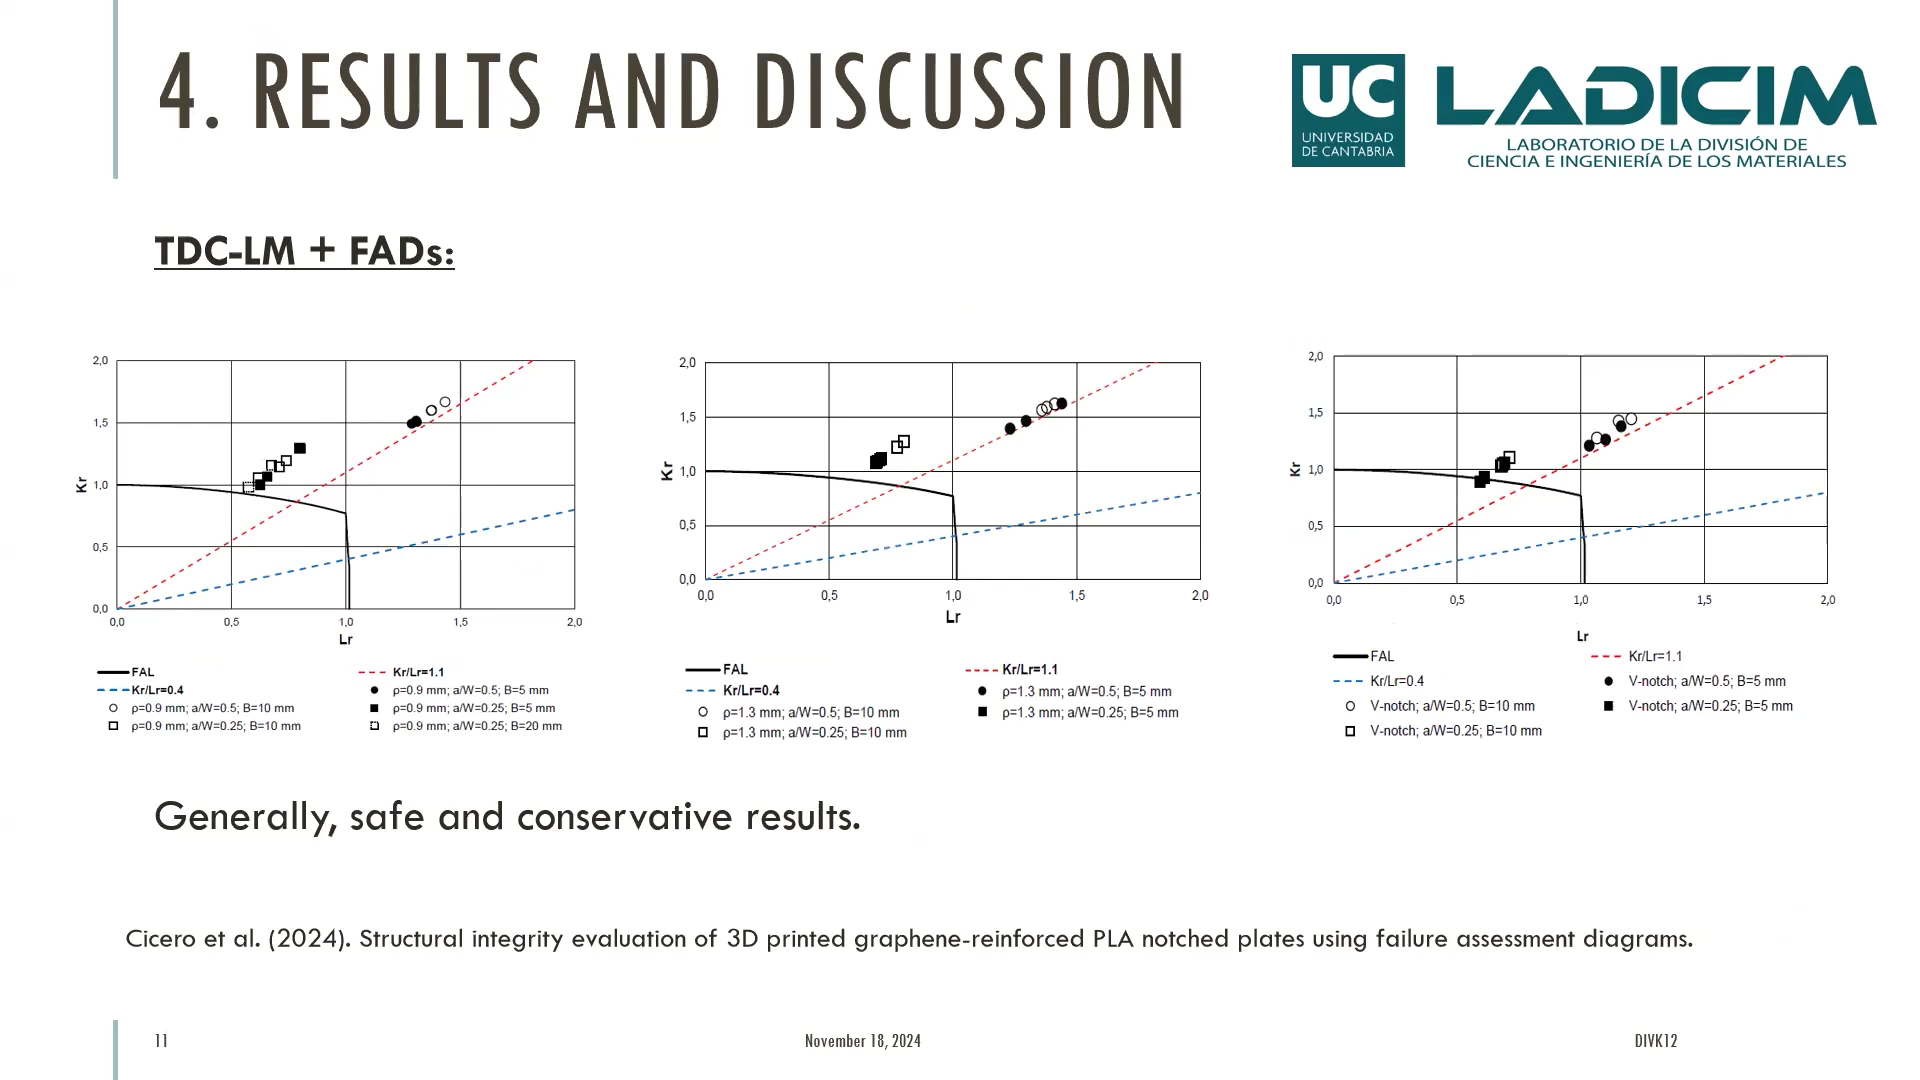 4. RESULTS AND DISCUSSION
UC
UNIVERSIDAD
DE CANTABRIA
LADICIM
LABORATORIO DE LA DIVISIÓN DE
CIENCIA E INGENIERÍA DE LOS MATERIALES
TDC-LM + FADs:
2,0
1,5
1,0
0,5
0,0
Kr
0,0 0,5 1,0 1,5 2,0
Lr
FAL Kr/Lr=1.1
Kr/Lr=0.4 ρ=0.9 mm; a/W=0.5; B=5 mm
ρ=0.9 mm; a/W=0.5; B=10 mm ρ=0.9 mm; a/W=0.25; B=5 mm
ρ=0.9 mm; a/W=0.25; B=10 mm ρ=0.9 mm; a/W=0.25; B=20 mm
2,0
1,5
1,0
0,5
0,0
Kr
0,0 0,5 1,0 1,5 2,0
Lr
FAL Kr/Lr=1.1
Kr/Lr=0.4 ρ=1.3 mm; a/W=0.5; B=5 mm
ρ=1.3 mm; a/W=0.5; B=10 mm ρ=1.3 mm; a/W=0.25; B=5 mm
ρ=1.3 mm; a/W=0.25; B=10 mm
2,0
1,5
1,0
0,5
0,0
Kr
0,0 0,5 1,0 1,5 2,0
Lr
FAL Kr/Lr=1.1
Kr/Lr=0.4 V-notch; a/W=0.5; B=5 mm
V-notch; a/W=0.5; B=10 mm V-notch; a/W=0.25; B=5 mm
V-notch; a/W=0.25; B=10 mm
Generally, safe and conservative results.
Cicero et al. (2024). Structural integrity evaluation of 3D printed graphene-reinforced PLA notched plates using failure assessment diagrams.
11 November 18, 2024 DIVK12